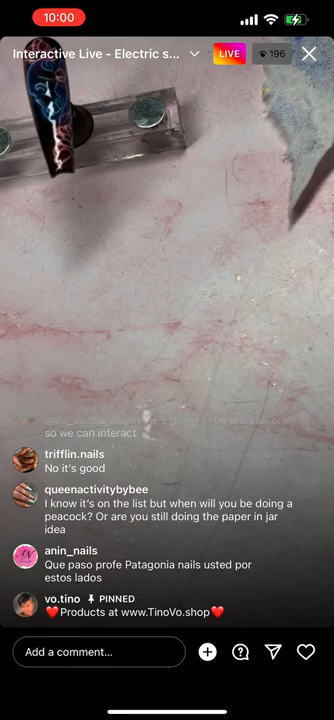 10:00
Interactive Live - Electric s...
LIVE
196
so we can interact
trifflin.nails
No it's good
queenactivitybybee
I know it's on the list but when will you be doing a
peacock? Or are you still doing the paper in jar
idea
anin_nails
Que paso profe Patagonia nails usted por
estos lados
vo.tino PINNED
❤️Products at www.TinoVo.shop❤️
Add a comment...